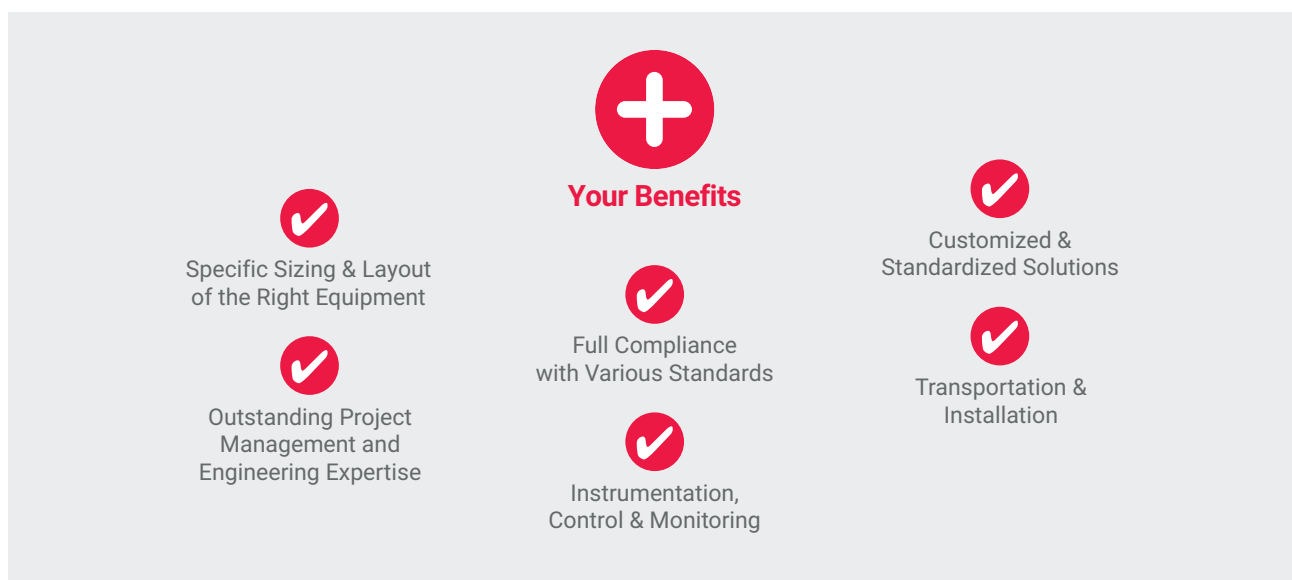 Your Benefits
Specific Sizing & Layout
of the Right Equipment
Outstanding Project
Management and
Engineering Expertise
Full Compliance
with Various Standards
Instrumentation,
Control & Monitoring
Customized &
Standardized Solutions
Transportation &
Installation